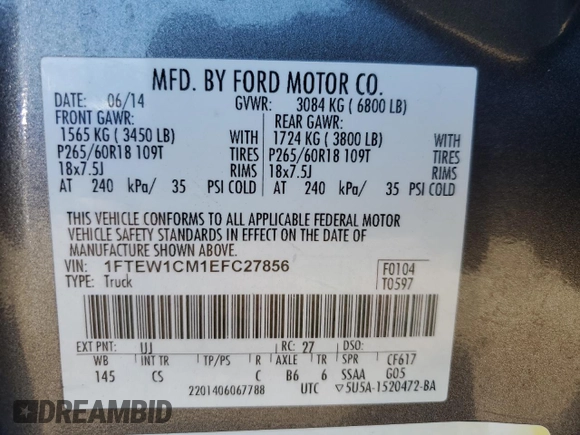 MFD. BY FORD MOTOR CO.
DATE: 06/14 GVWR: 3084 KG ( 6800 LB)
FRONT GAWR: REAR GAWR:
1565 KG ( 3450 LB) WITH 1724 KG ( 3800 LB) WITH
P265/60R18 109T TIRES P265/60R18 109T TIRES
18x7.5J RIMS 18x7.5J RIMS
AT 240 kPa/ 35 PSI COLD AT 240 kPa/ 35 PSI COLD
THIS VEHICLE CONFORMS TO ALL APPLICABLE FEDERAL MOTOR
VEHICLE SAFETY STANDARDS IN EFFECT ON THE DATE OF
MANUFACTURE SHOWN ABOVE.
VIN: 1FTEW1CM1EFC27856 F0104
TYPE: Truck T0597
EXT PNT: UJ RC: 27 DSO:
WB INT TR TP/PS R AXLE TR SPR CF617
145 CS C B6 6 SSAA G05
2201406067788 UTC 5U5A-1520472-BA
DREAMBID